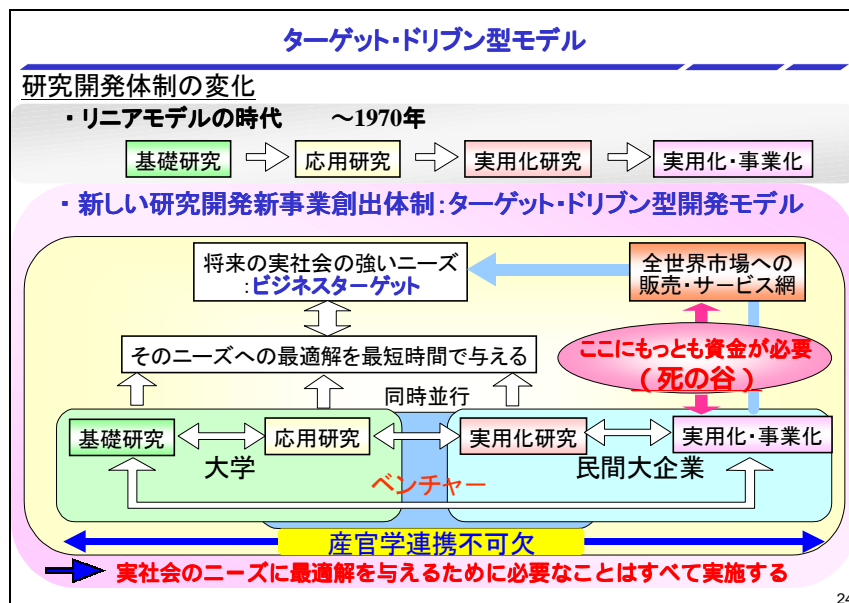 ターゲット・ドリブン型モデル
研究開発体制の変化
・リニアモデルの時代 ～1970年
基礎研究 応用研究 実用化研究 実用化・事業化
・新しい研究開発新事業創出体制：ターゲット・ドリブン型開発モデル
将来の実社会の強いニーズ
：ビジネスターゲット
全世界市場への
販売・サービス網
そのニーズへの最適解を最短時間で与える
ここにもっとも資金が必要
（死の谷）
同時並行
基礎研究 応用研究 実用化研究 実用化・事業化
大学 民間大企業
ベンチャー
産官学連携不可欠
実社会のニーズに最適解を与えるために必要なことはすべて実施する
24